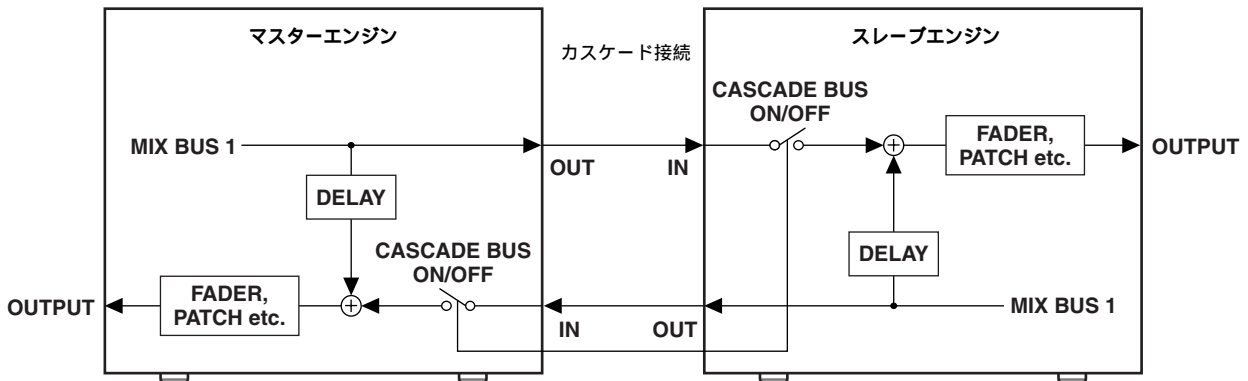 マスターエンジン
カスケード接続
スレーブエンジン
MIX BUS 1
DELAY
CASCADE BUS
ON/OFF
FADER,
PATCH etc.
OUTPUT
OUT
IN
CASCADE BUS
ON/OFF
FADER,
PATCH etc.
OUTPUT
DELAY
MIX BUS 1
IN
OUT